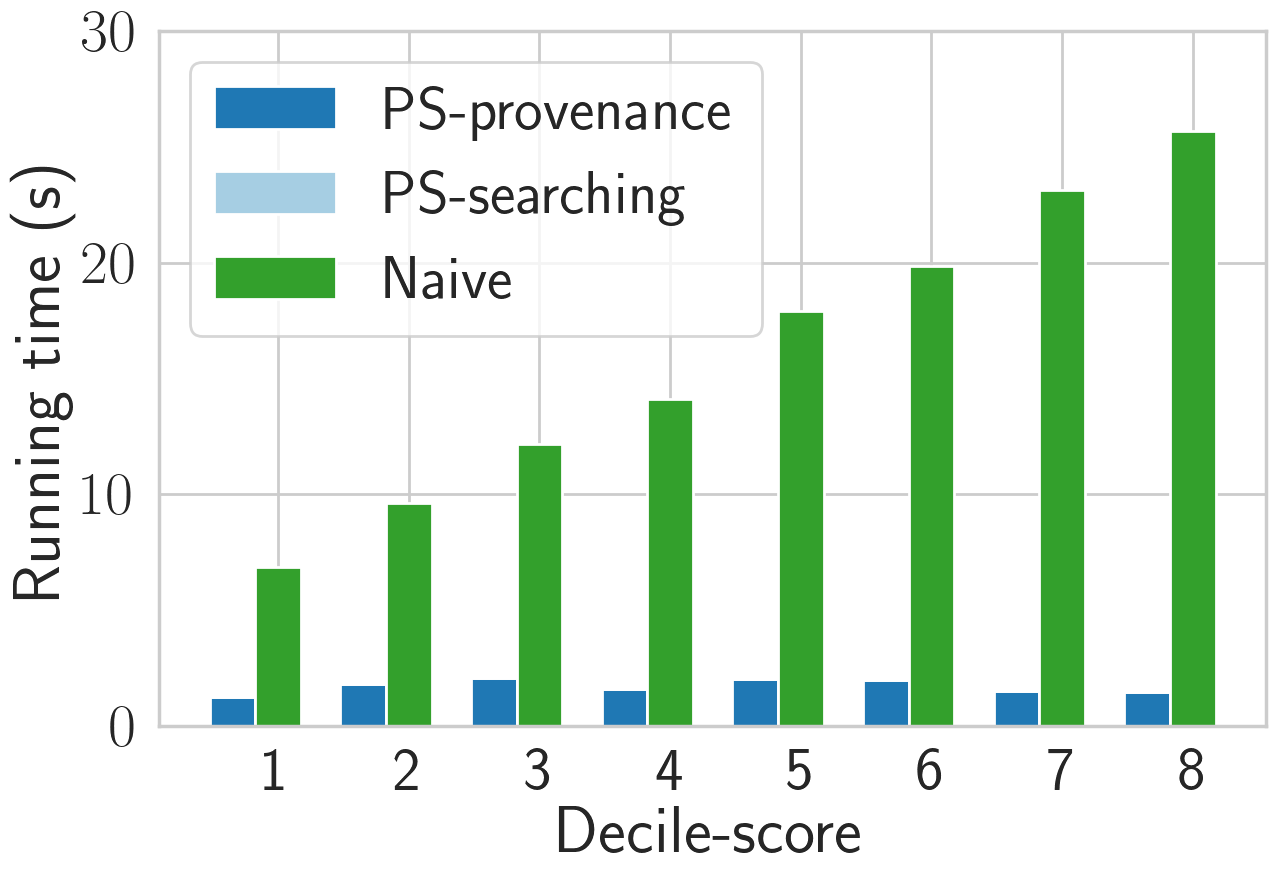 30
20
10
0
Running time (s)
PS-provenance
PS-searching
Naive
1 2 3 4 5 6 7 8
Decile-score